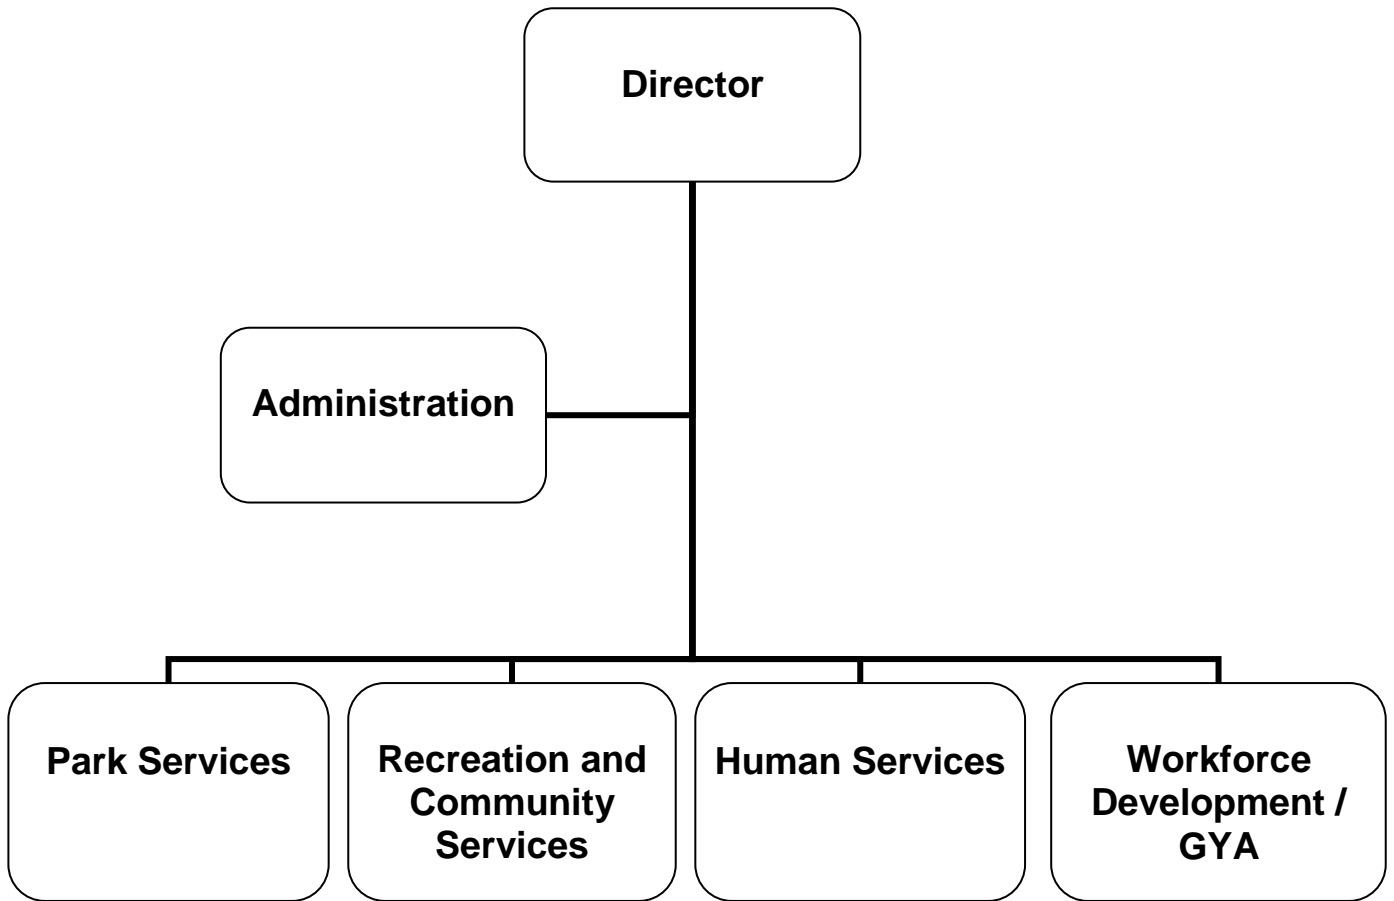 Director
Administration
Park Services
Recreation and
Community
Services
Human Services
Workforce
Development /
GYA